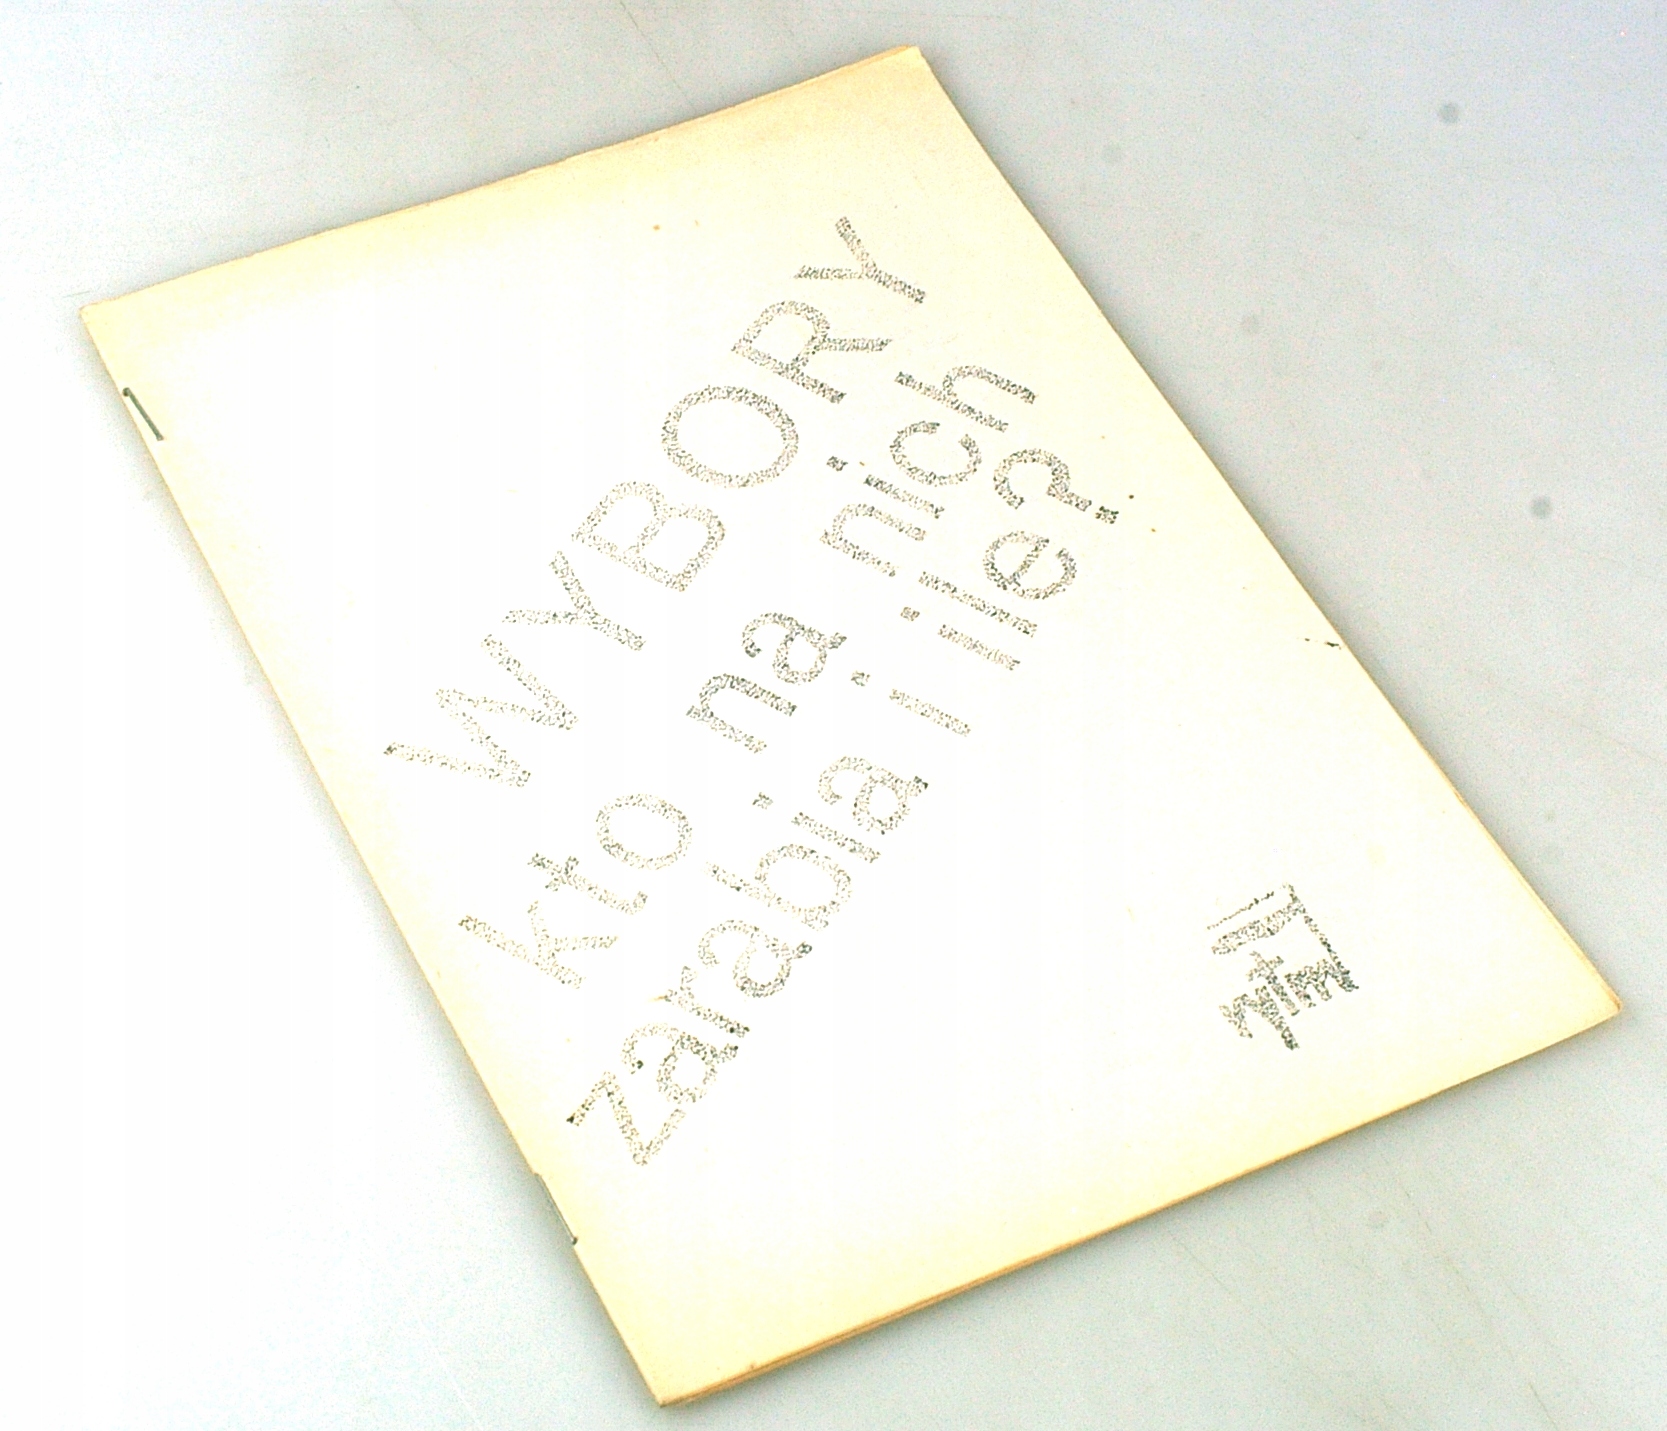 WYBORY
kto na nich
zarabia i ile?